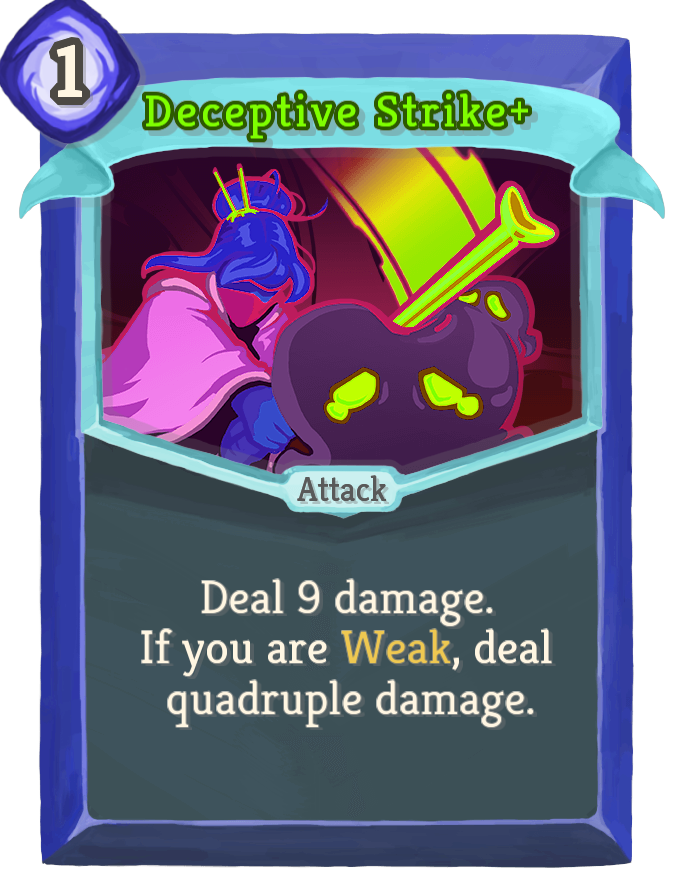 1
Deceptive Strike+
Attack
Deal 9 damage.
If you are Weak, deal
quadruple damage.